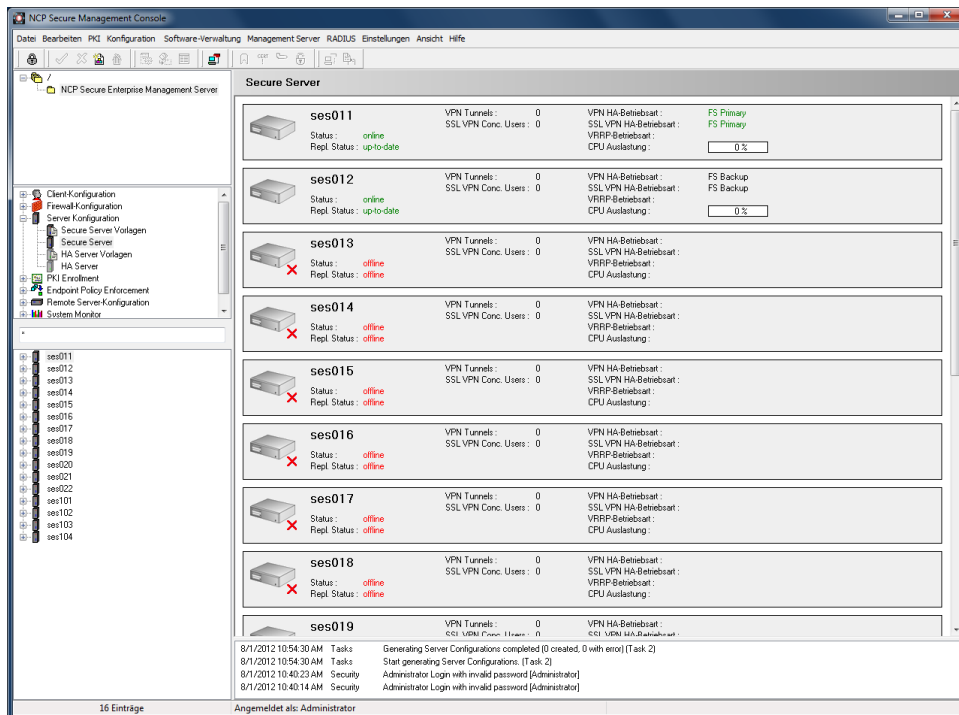 NCP Secure Management Console
Datei Bearbeiten PKI Konfiguration Software-Verwaltung Management Server RADIUS Einstellungen Ansicht Hilfe
/
NCP Secure Enterprise Management Server
Client-Konfiguration
Firewall-Konfiguration
Server Konfiguration
Secure Server Vorlagen
Secure Server
HA Server Vorlagen
HA Server
PKI Enrollment
Endpoint Policy Enforcement
Remote Server-Konfiguration
System Monitor
*
ses011
ses012
ses013
ses014
ses015
ses016
ses017
ses018
ses019
ses020
ses021
ses022
ses101
ses102
ses103
ses104
Secure Server
ses011 VPN Tunnels : 0 VPN HA-Betriebsart : FS Primary
SSL VPN Conc. Users : 0 SSL VPN HA-Betriebsart : FS Primary
Status : online VRRP-Betriebsart :
Repl. Status : up-to-date CPU Auslastung : 0 %
ses012 VPN Tunnels : 0 VPN HA-Betriebsart : FS Backup
SSL VPN Conc. Users : 0 SSL VPN HA-Betriebsart : FS Backup
Status : online VRRP-Betriebsart :
Repl. Status : up-to-date CPU Auslastung : 0 %
ses013 VPN Tunnels : 0 VPN HA-Betriebsart :
SSL VPN Conc. Users : 0 SSL VPN HA-Betriebsart :
Status : offline VRRP-Betriebsart :
Repl. Status : offline CPU Auslastung :
ses014 VPN Tunnels : 0 VPN HA-Betriebsart :
SSL VPN Conc. Users : 0 SSL VPN HA-Betriebsart :
Status : offline VRRP-Betriebsart :
Repl. Status : offline CPU Auslastung :
ses015 VPN Tunnels : 0 VPN HA-Betriebsart :
SSL VPN Conc. Users : 0 SSL VPN HA-Betriebsart :
Status : offline VRRP-Betriebsart :
Repl. Status : offline CPU Auslastung :
ses016 VPN Tunnels : 0 VPN HA-Betriebsart :
SSL VPN Conc. Users : 0 SSL VPN HA-Betriebsart :
Status : offline VRRP-Betriebsart :
Repl. Status : offline CPU Auslastung :
ses017 VPN Tunnels : 0 VPN HA-Betriebsart :
SSL VPN Conc. Users : 0 SSL VPN HA-Betriebsart :
Status : offline VRRP-Betriebsart :
Repl. Status : offline CPU Auslastung :
ses018 VPN Tunnels : 0 VPN HA-Betriebsart :
SSL VPN Conc. Users : 0 SSL VPN HA-Betriebsart :
Status : offline VRRP-Betriebsart :
Repl. Status : offline CPU Auslastung :
ses019 VPN Tunnels : 0 VPN HA-Betriebsart :
SSL VPN Conc. Users : 0 SSL VPN HA-Betriebsart :
8/1/2012 10:54:30 AM Tasks Generating Server Configurations completed (0 created, 0 with error) (Task 2)
8/1/2012 10:54:30 AM Tasks Start generating Server Configurations. (Task 2)
8/1/2012 10:40:23 AM Security Administrator Login with invalid password [Administrator]
8/1/2012 10:40:14 AM Security Administrator Login with invalid password [Administrator]
16 Einträge Angemeldet als: Administrator